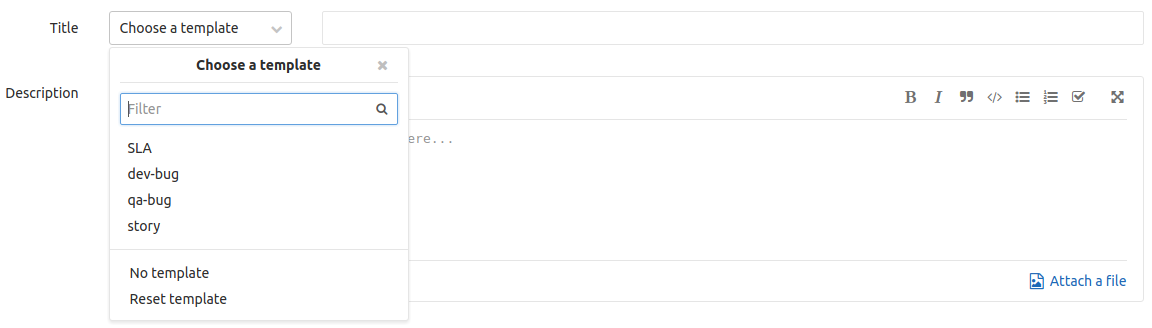 Title
Choose a template
Choose a template
Filter
SLA
dev-bug
qa-bug
story
No template
Reset template
Description
B I
ere...
Attach a file